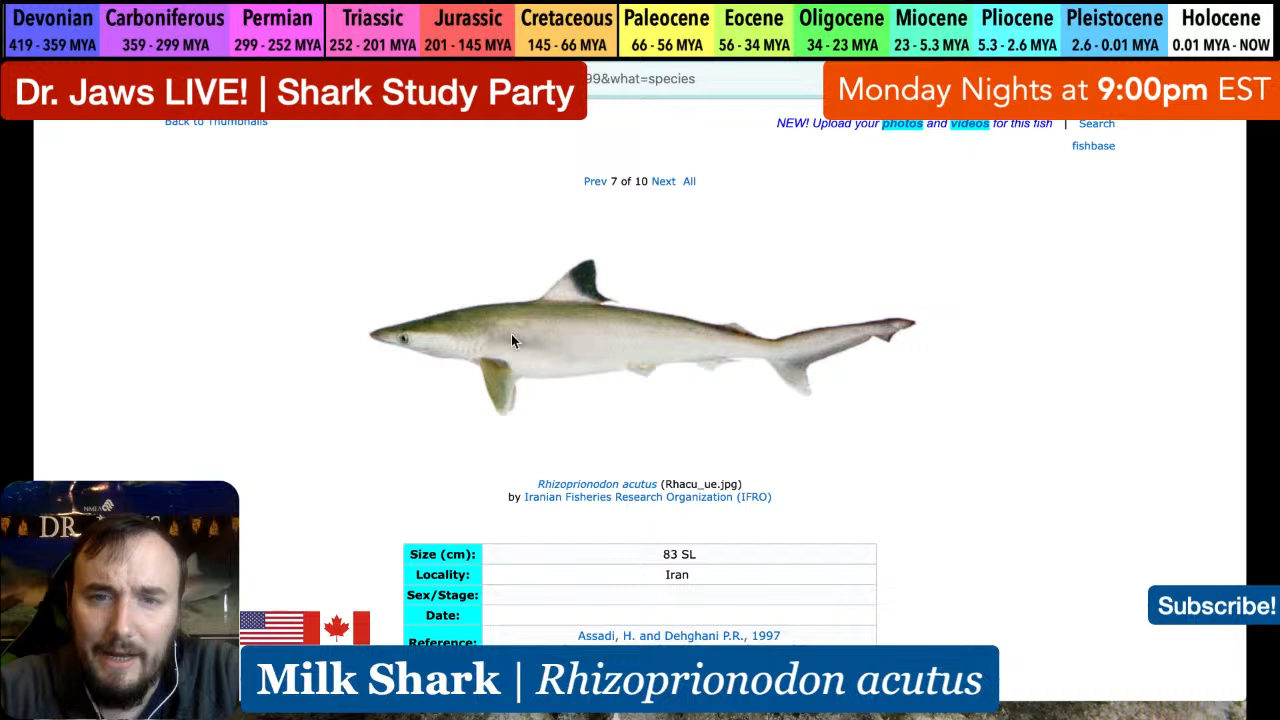 Devonian Carboniferous Permian Triassic Jurassic Cretaceous Paleocene Eocene Oligocene Miocene Pliocene Pleistocene Holocene
419 - 359 MYA 359 - 299 MYA 299 - 252 MYA 252 - 201 MYA 201 - 145 MYA 145 - 66 MYA 66 - 56 MYA 56 - 34 MYA 34 - 23 MYA 23 - 5.3 MYA 5.3 - 2.6 MYA 2.6 - 0.01 MYA 0.01 MYA - NOW
Dr. Jaws LIVE! | Shark Study Party
99&what=species
Monday Nights at 9:00pm EST
Back to Thumbnails
NEW! Upload your photos and videos for this fish | Search
fishbase
Prev 7 of 10 Next All
Rhizoprionodon acutus (Rhacu_ue.jpg)
by Iranian Fisheries Research Organization (IFRO)
Size (cm): 83 SL
Locality: Iran
Sex/Stage:
Date:
Reference: Assadi, H. and Dehghani P.R., 1997
Subscribe!
Milk Shark | Rhizoprionodon acutus